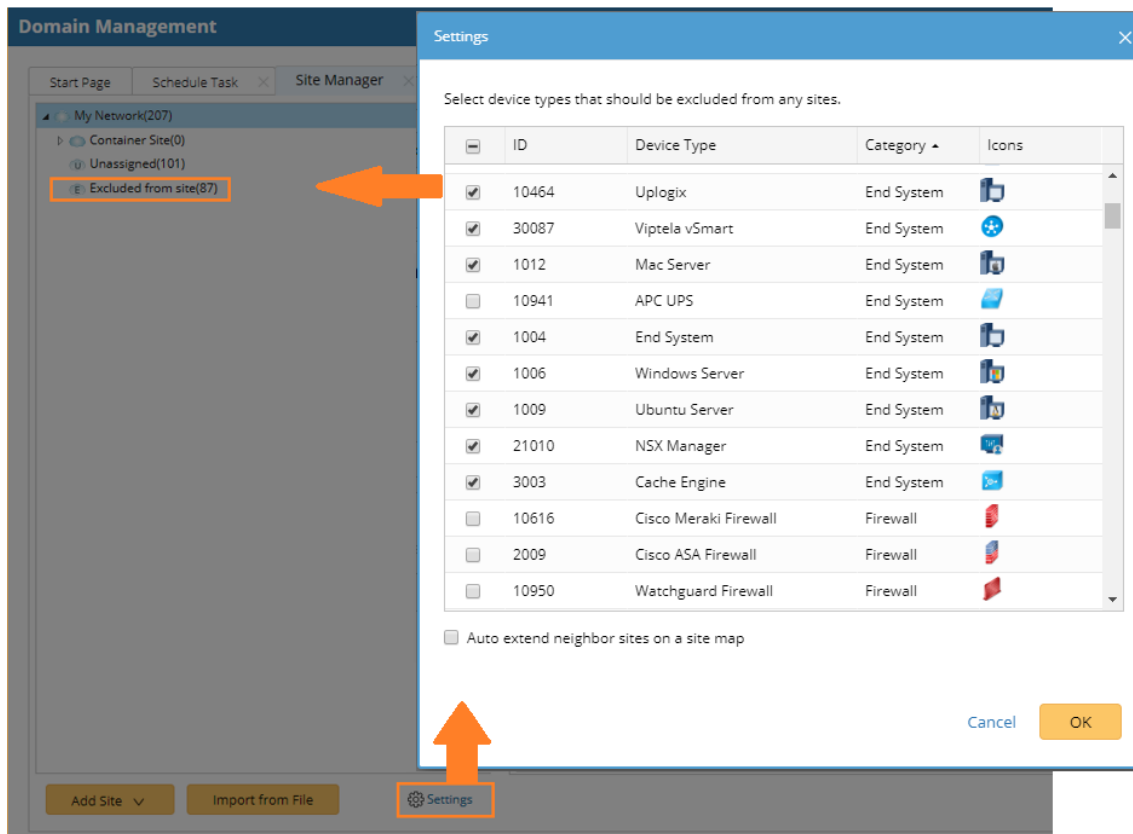 Domain Management
Start Page Schedule Task Site Manager
My Network(207)
Container Site(0)
Unassigned(101)
Excluded from site(87)
Add Site Import from File Settings
Settings
Select device types that should be excluded from any sites.
ID Device Type Category Icons
10464 Uplogix End System
30087 Viptela vSmart End System
1012 Mac Server End System
10941 APC UPS End System
1004 End System End System
1006 Windows Server End System
1009 Ubuntu Server End System
21010 NSX Manager End System
3003 Cache Engine End System
10616 Cisco Meraki Firewall Firewall
2009 Cisco ASA Firewall Firewall
10950 Watchguard Firewall Firewall
Auto extend neighbor sites on a site map
Cancel OK